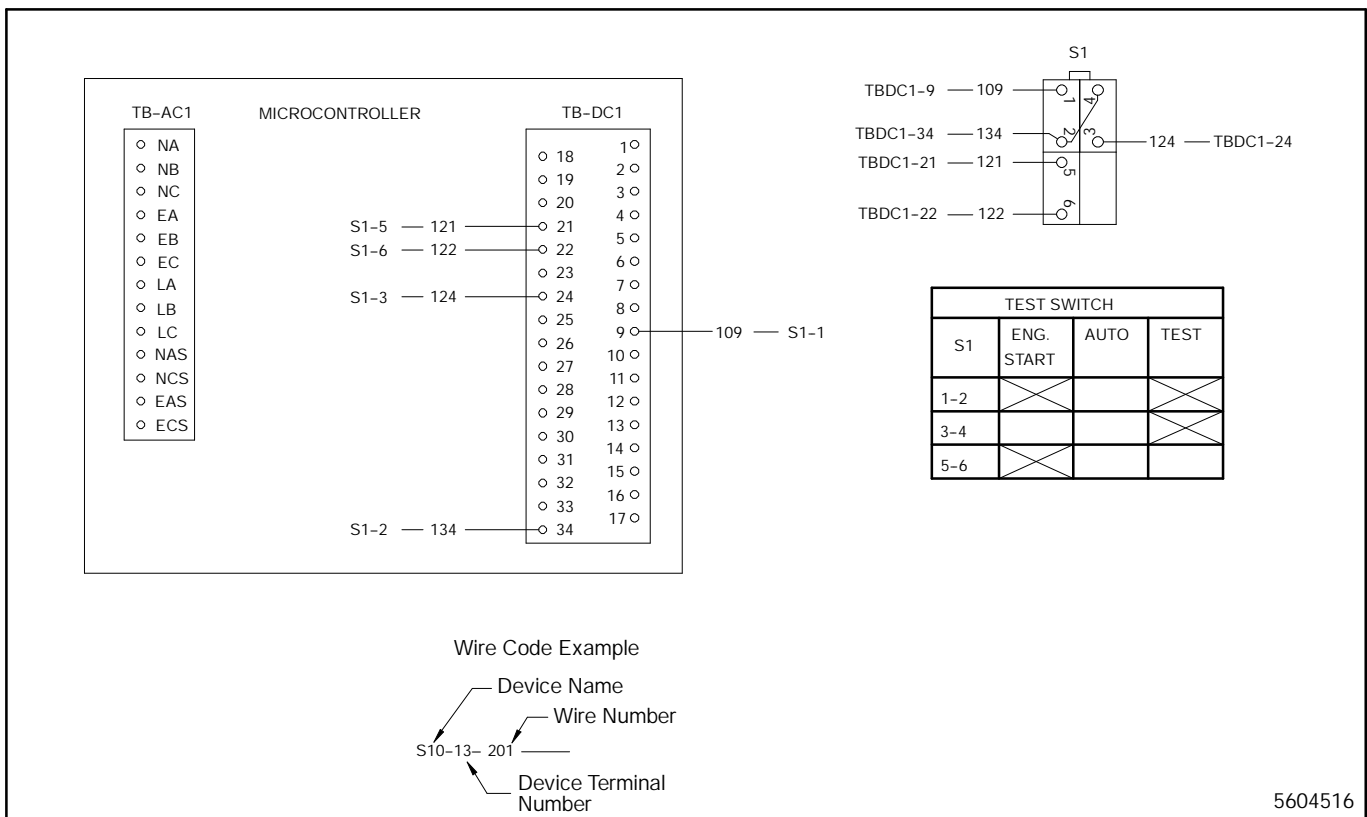 S1
TBDC1-9 — 109
1
4
TBDC1-34 — 134
2
3
124 — TBDC1-24
TBDC1-21 — 121
5
TBDC1-22 — 122
6
TB-AC1
MICROCONTROLLER
TB-DC1
NA
NB
NC
EA
EB
EC
LA
LB
LC
NAS
NCS
EAS
ECS
S1-5 — 121
S1-6 — 122
S1-3 — 124
S1-2 — 134
18
19
20
21
22
23
24
25
26
27
28
29
30
31
32
33
34
1
2
3
4
5
6
7
8
9
10
11
12
13
14
15
16
17
109 — S1-1
TEST SWITCH
S1
ENG. START
AUTO
TEST
1-2
3-4
5-6
Wire Code Example
Device Name
Wire Number
S10-13- 201
Device Terminal
Number
5604516